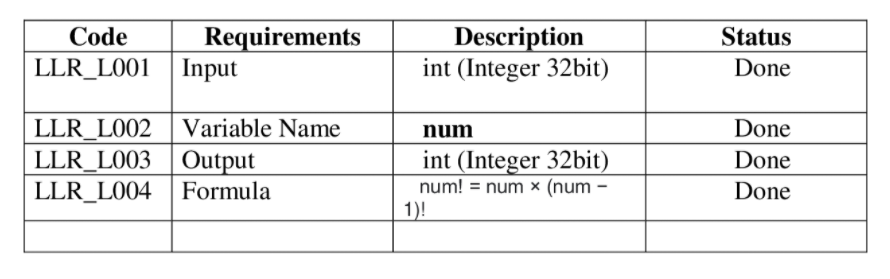 Code Requirements Description Status
LLR_L001 Input int (Integer 32bit) Done
LLR_L002 Variable Name num Done
LLR_L003 Output int (Integer 32bit) Done
LLR_L004 Formula num! = num × (num − Done
1)!